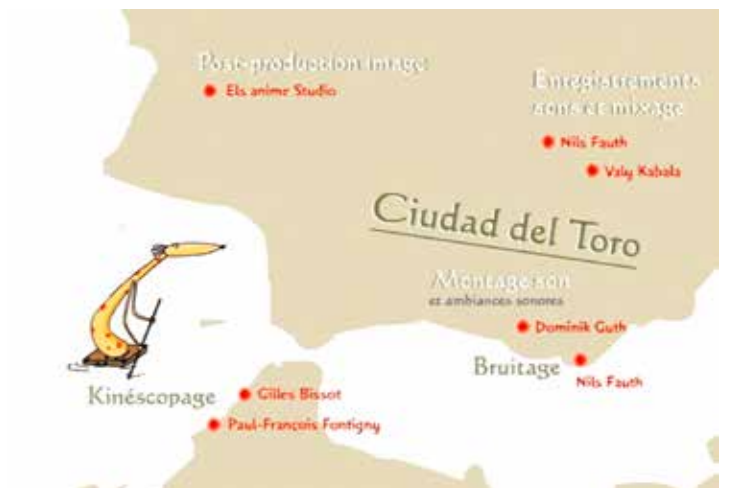 Post-production image
Els anime Studio
Enregistrements
sons et mixage
Nils Fauth
Valy Kabala
Ciudad del Toro
Montage son
et ambiances sonores
Dominik Guth
Bruitage
Nils Fauth
Kinéscopage
Gilles Bissot
Paul-François Fontigny